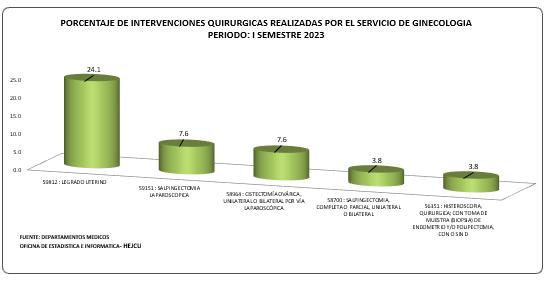 PORCENTAJE DE INTERVENCIONES QUIRURGICAS REALIZADAS POR EL SERVICIO DE GINECOLOGIA
PERIODO: I SEMESTRE 2023
24.1
7.6
7.6
3.8
3.8
25.0
20.0
15.0
10.0
5.0
0.0
59812 : LEGRADO UTERINO
59151 : SALPINGECTOMIA
LAPAROSCOPICA
58964 : CISTECTOMÍA OVÁRICA,
UNILATERAL O BILATERAL POR VÍA
LAPAROSCÓPICA
58700 : SALPINGECTOMIA,
COMPLETA O PARCIAL, UNILATERAL
O BILATERAL
56351 : HISTEROSCOPIA,
QUIRURGICA; CON TOMA DE
MUESTRA (BIOPSIA) DE
ENDOMETRIO Y/O POLIPECTOMIA,
CON O SIN D
FUENTE: DEPARTAMENTOS MEDICOS
OFICINA DE ESTADISTICA E INFORMATICA- HEJCU